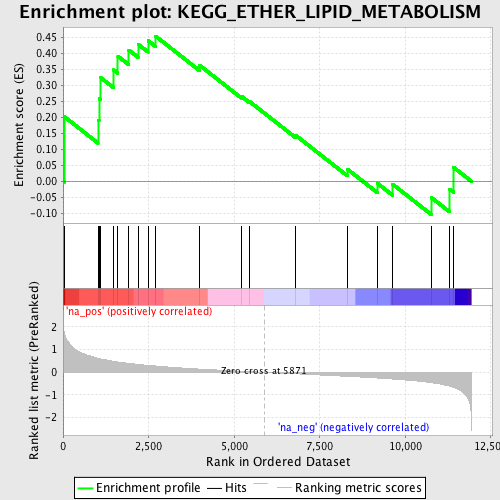 Enrichment plot: KEGG_ETHER_LIPID_METABOLISM
Enrichment score (ES)
0.45
0.40
0.35
0.30
0.25
0.20
0.15
0.10
0.05
0.00
-0.05
-0.10
'na_pos' (positively correlated)
Ranked list metric (PreRanked)
2
1
0
-1
-2
Zero cross at 5871
'na_neg' (negatively correlated)
0
2,500
5,000
7,500
10,000
12,500
Rank in Ordered Dataset
Enrichment profile
Hits
Ranking metric scores